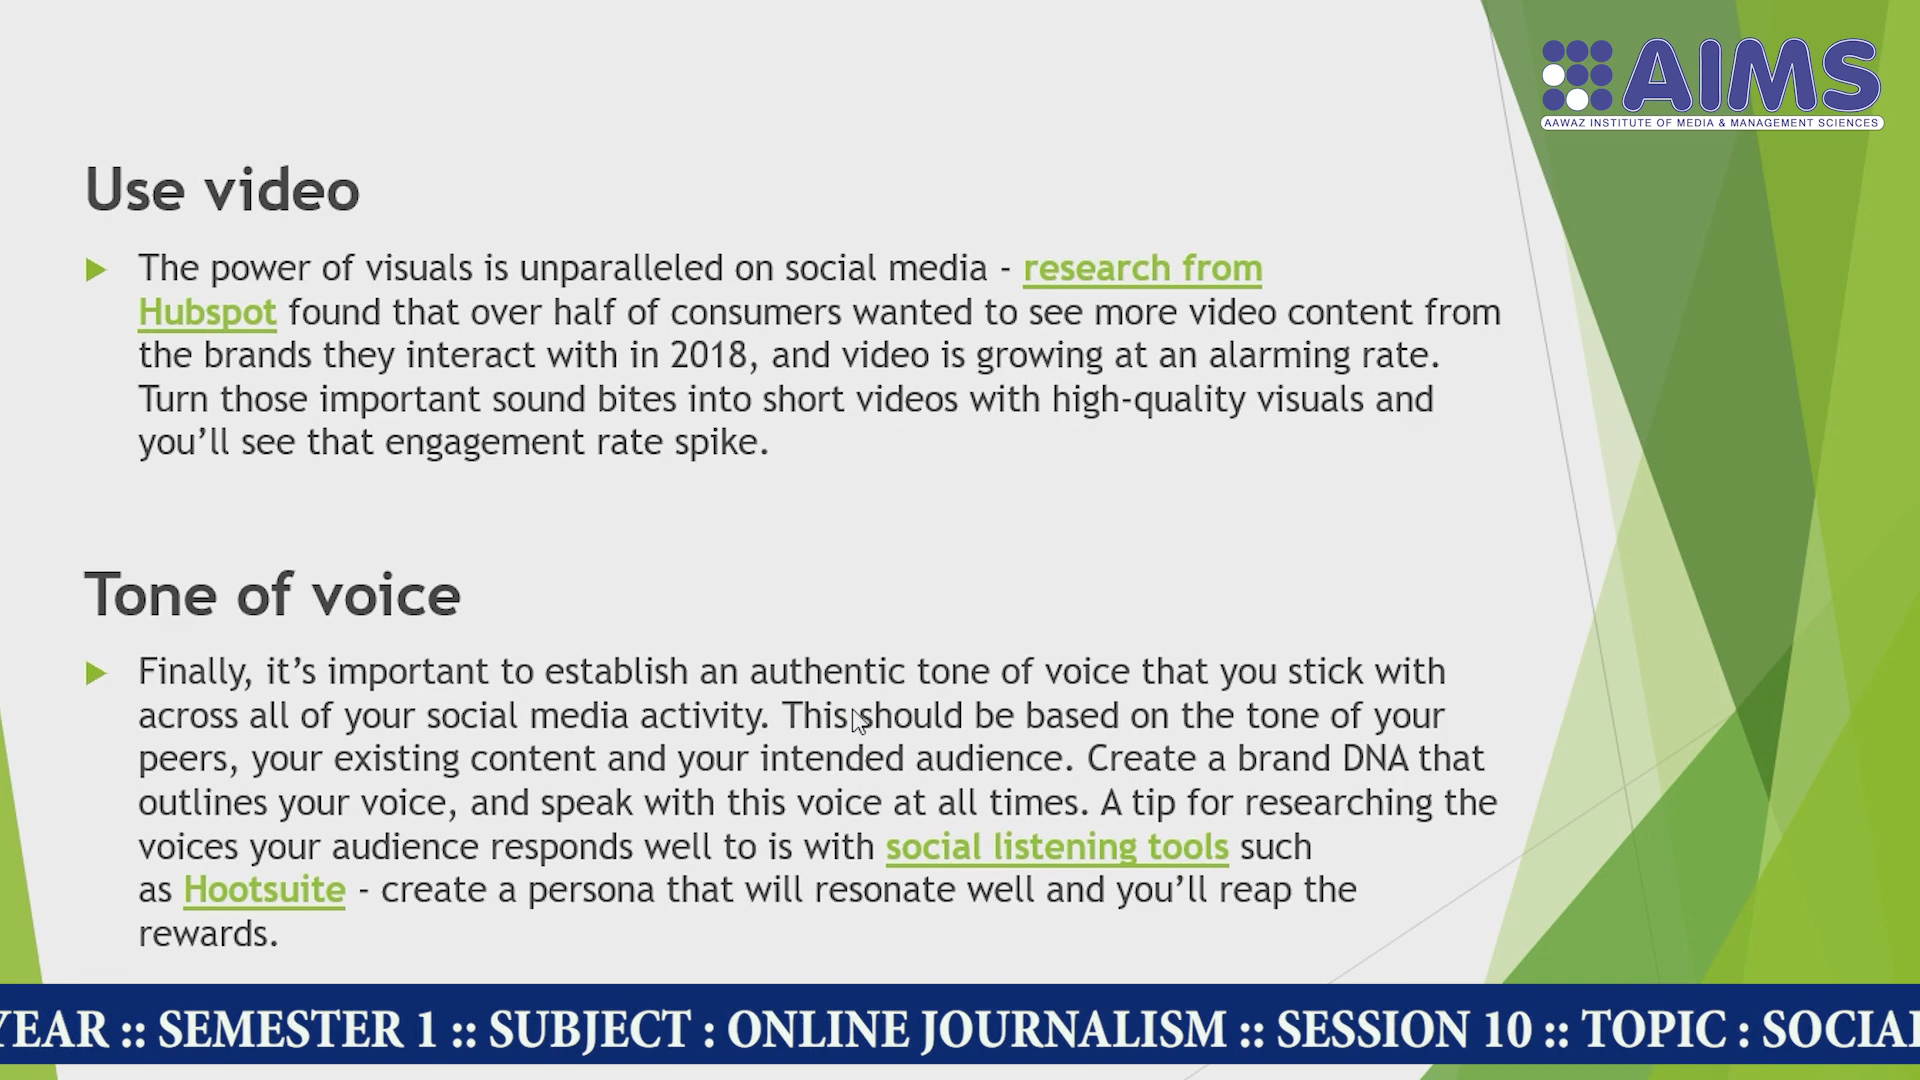 AIMS
AAWAZ INSTITUTE OF MEDIA & MANAGEMENT SCIENCES
Use video
The power of visuals is unparalleled on social media - research from
Hubspot found that over half of consumers wanted to see more video content from
the brands they interact with in 2018, and video is growing at an alarming rate.
Turn those important sound bites into short videos with high-quality visuals and
you’ll see that engagement rate spike.
Tone of voice
Finally, it’s important to establish an authentic tone of voice that you stick with
across all of your social media activity. This should be based on the tone of your
peers, your existing content and your intended audience. Create a brand DNA that
outlines your voice, and speak with this voice at all times. A tip for researching the
voices your audience responds well to is with social listening tools such
as Hootsuite - create a persona that will resonate well and you’ll reap the
rewards.
YEAR :: SEMESTER 1 :: SUBJECT : ONLINE JOURNALISM :: SESSION 10 :: TOPIC : SOCIAL